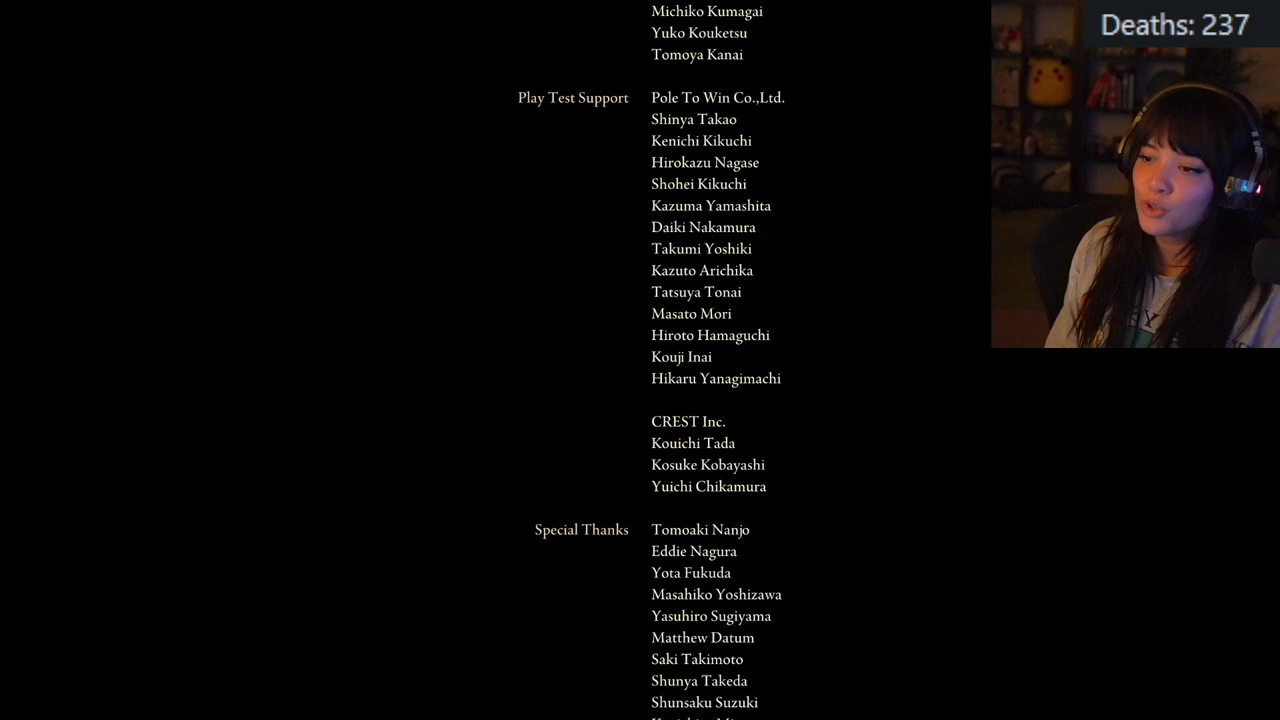 Michiko Kumagai
Deaths: 237
Yuko Kouketsu
Tomoya Kanai
Play Test Support Pole To Win Co.,Ltd.
Shinya Takao
Kenichi Kikuchi
Hirokazu Nagase
Shohei Kikuchi
Kazuma Yamashita
Daiki Nakamura
Takumi Yoshiki
Kazuto Arichika
Tatsuya Tonai
Masato Mori
Hiroto Hamaguchi
Kouji Inai
Hikaru Yanagimachi
CREST Inc.
Kouichi Tada
Kosuke Kobayashi
Yuichi Chikamura
Special Thanks Tomoaki Nanjo
Eddie Nagura
Yota Fukuda
Masahiko Yoshizawa
Yasuhiro Sugiyama
Matthew Datum
Saki Takimoto
Shunya Takeda
Shunsaku Suzuki